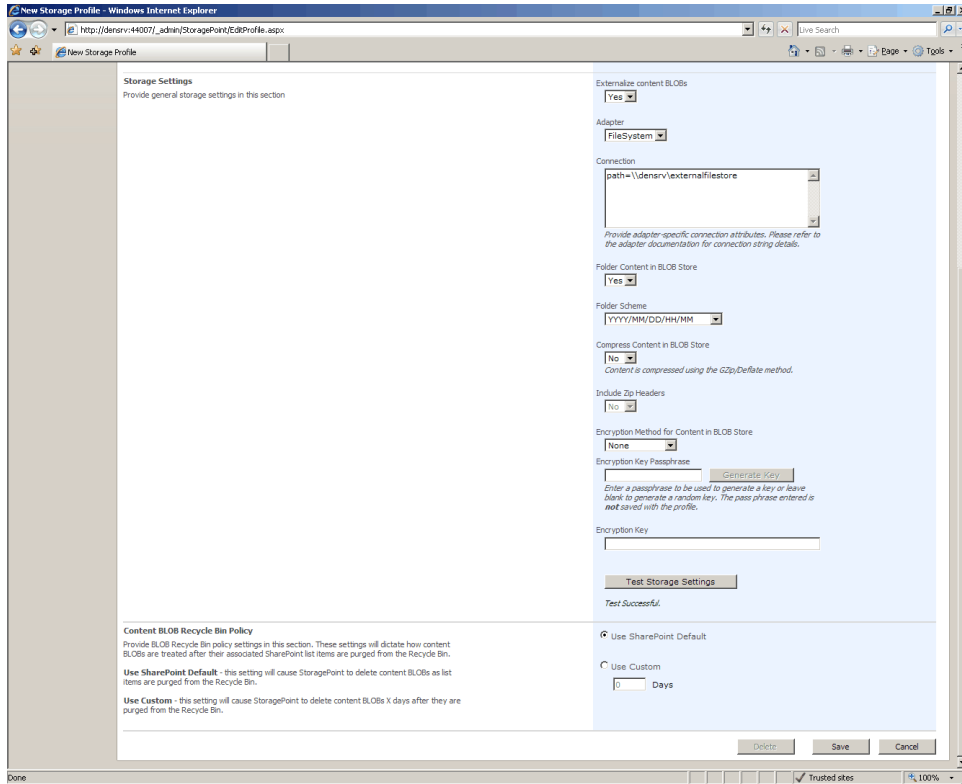 New Storage Profile - Windows Internet Explorer
http://densrv:44007/_admin/StoragePoint/EditProfile.aspx
Live Search
New Storage Profile
Page
Tools
Storage Settings
Provide general storage settings in this section
Externalize content BLOBs
Yes
Adapter
FileSystem
Connection
path=\\densrv\externalfilestore
Provide adapter-specific connection attributes. Please refer to
the adapter documentation for connection string details.
Folder Content in BLOB Store
Yes
Folder Scheme
YYYY/MM/DD/HH/MM
Compress Content in BLOB Store
No
Content is compressed using the GZip/Deflate method.
Include Zip Headers
No
Encryption Method for Content in BLOB Store
None
Encryption Key Passphrase
Generate Key
Enter a passphrase to be used to generate a key or leave
blank to generate a random key. The pass phrase entered is
not saved with the profile.
Encryption Key
Test Storage Settings
Test Successful.
Content BLOB Recycle Bin Policy
Provide BLOB Recycle Bin policy settings in this section. These settings will dictate how content
BLOBs are treated after their associated SharePoint list items are purged from the Recycle Bin.
Use SharePoint Default - this setting will cause StoragePoint to delete content BLOBs as list
items are purged from the Recycle Bin.
Use Custom - this setting will cause StoragePoint to delete content BLOBs X days after they are
purged from the Recycle Bin.
Use SharePoint Default
Use Custom
0 Days
Delete Save Cancel
Done
Trusted sites
100%